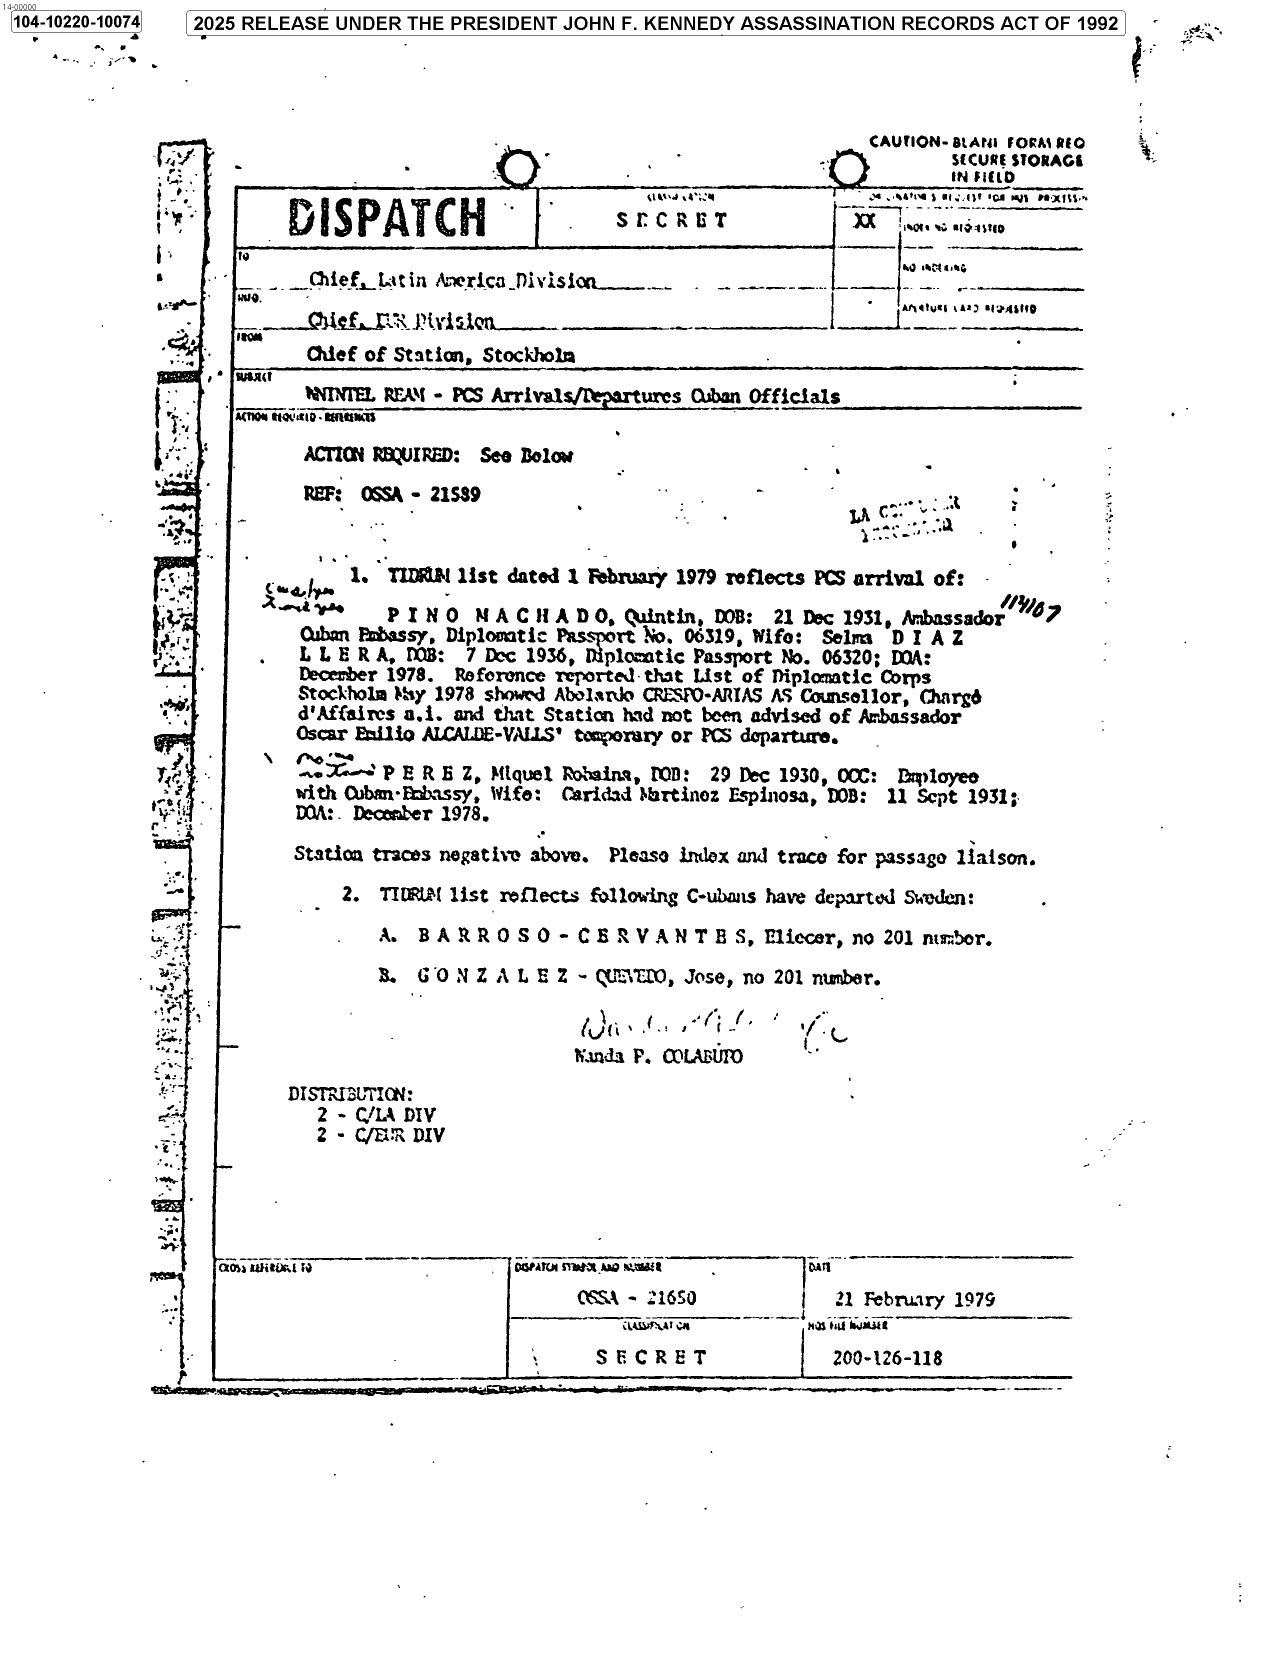 14-00000
104-10220-10074
2025 RELEASE UNDER THE PRESIDENT JOHN F. KENNEDY ASSASSINATION RECORDS ACT OF 1992
CAUTION- BLANK FORM REQ
SECURE STORAGE
IN FIELD
DISPATCH
CLASSIFICATION
SECRET
XX
INDEXING REQUESTED
NO INDEXING
TO
Chief, Latin America Division
INFO.
Chief, EUR Division
FROM
Chief of Station, Stockholm
SUBJECT
WNINTEL REAM - PCS Arrivals/Departures Cuban Officials
ACTION REQUIRED - REFERENCES
ACTION REQUIRED: See Below
REF: OSSA - 21589
LA
1. TIDRUM list dated 1 February 1979 reflects PCS arrival of:
P I N O M A C H A D O, Quintin, DOB: 21 Dec 1931, Ambassador
Cuban Embassy, Diplomatic Passport No. 06319, Wife: Selma D I A Z
L L E R A, DOB: 7 Dec 1936, Diplomatic Passport No. 06320; DOA:
December 1978. Reference reported that List of Diplomatic Corps
Stockholm May 1978 showed Abelardo CRESPO-ARIAS AS Counsellor, Chargé
d'Affaires a.i. and that Station had not been advised of Ambassador
Oscar Emilio ALCALDE-VALLS' temporary or PCS departure.
P E R E Z, Miquel Robaina, DOB: 29 Dec 1930, OCC: Employee
with Cuban-Embassy, Wife: Caridad Martinez Espinosa, DOB: 11 Sept 1931;
DOA: December 1978.
Station traces negative above. Please index and trace for passage liaison.
2. TIDRUM list reflects following C-ubans have departed Sweden:
A. B A R R O S O - C E R V A N T E S, Eliecer, no 201 number.
B. G O N Z A L E Z - QUEVEDO, Jose, no 201 number.
Wanda P. COLABUTO
DISTRIBUTION:
2 - C/LA DIV
2 - C/EUR DIV
CROSS REFERENCE TO
DISPATCH SYMBOL AND NUMBER
OSSA - 21650
DATE
21 February 1979
CLASSIFICATION
SECRET
HQS FILE NUMBER
200-126-118